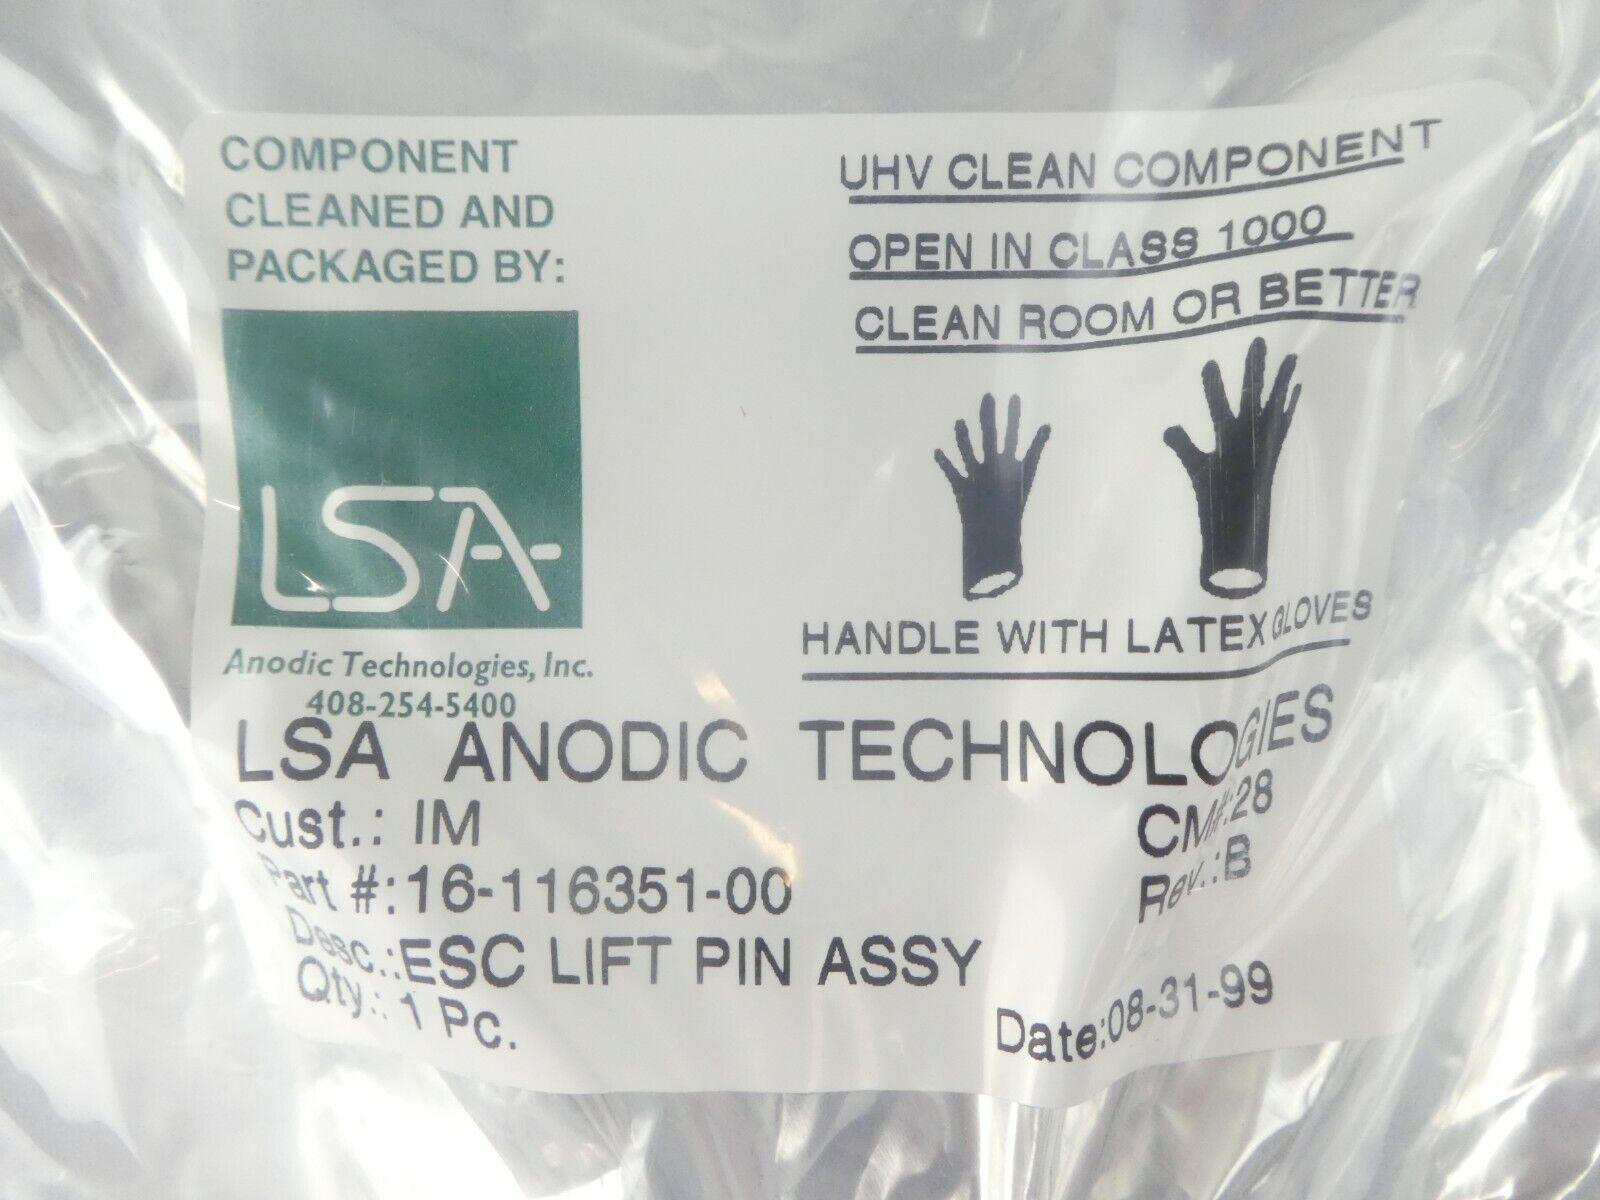 COMPONENT
CLEANED AND
PACKAGED BY:
LSA
Anodic Technologies, Inc.
408-254-5400
UHV CLEAN COMPONENT
OPEN IN CLASS 1000
CLEAN ROOM OR BETTER
HANDLE WITH LATEX GLOVES
LSA ANODIC TECHNOLOGIES
Cust.: IM
CM#:28
Part #:16-116351-00
Rev.:B
Desc.:ESC LIFT PIN ASSY
Qty.: 1 Pc.
Date:08-31-99